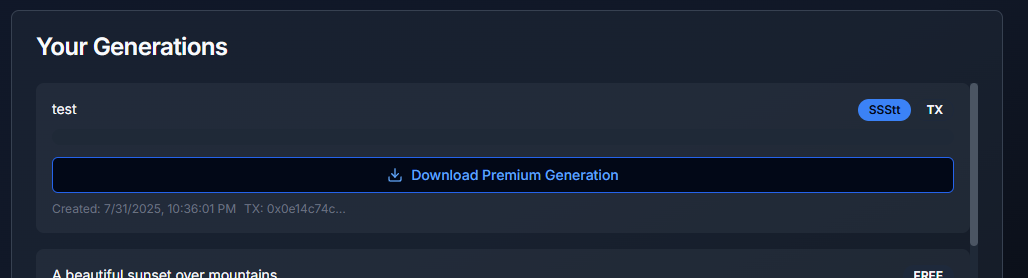 Your Generations
test
SSStt TX
Download Premium Generation
Created: 7/31/2025, 10:36:01 PM TX: 0x0e14c74c...
A beautiful sunset over mountains
FREE